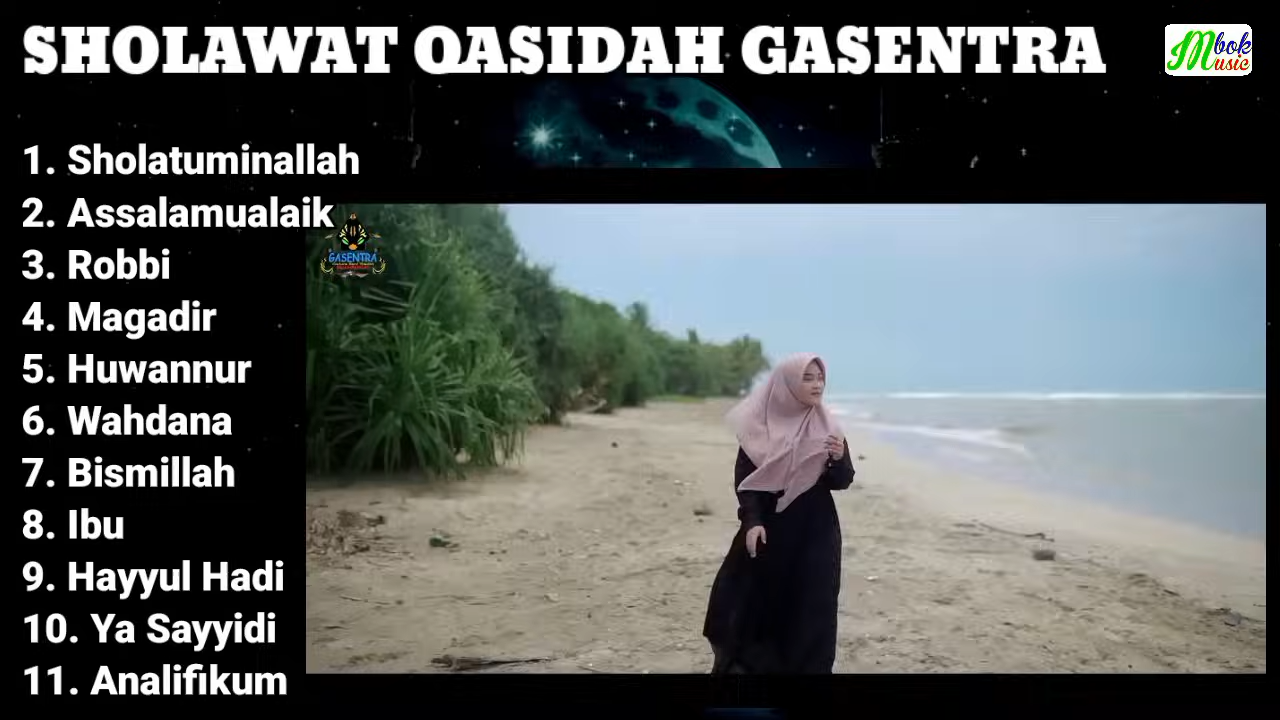 SHOLAWAT QASIDAH GASENTRA
Mbok
Music
1. Sholatuminallah
2. Assalamualaik
3. Robbi
4. Magadir
5. Huwannur
6. Wahdana
7. Bismillah
8. Ibu
9. Hayyul Hadi
10. Ya Sayyidi
11. Analifikum
GASENTRA